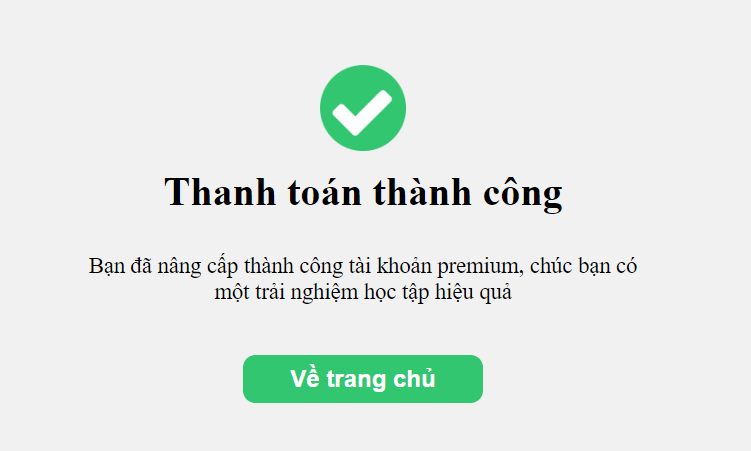 Thanh toán thành công
Bạn đã nâng cấp thành công tài khoản premium, chúc bạn có
một trải nghiệm học tập hiệu quả
Về trang chủ